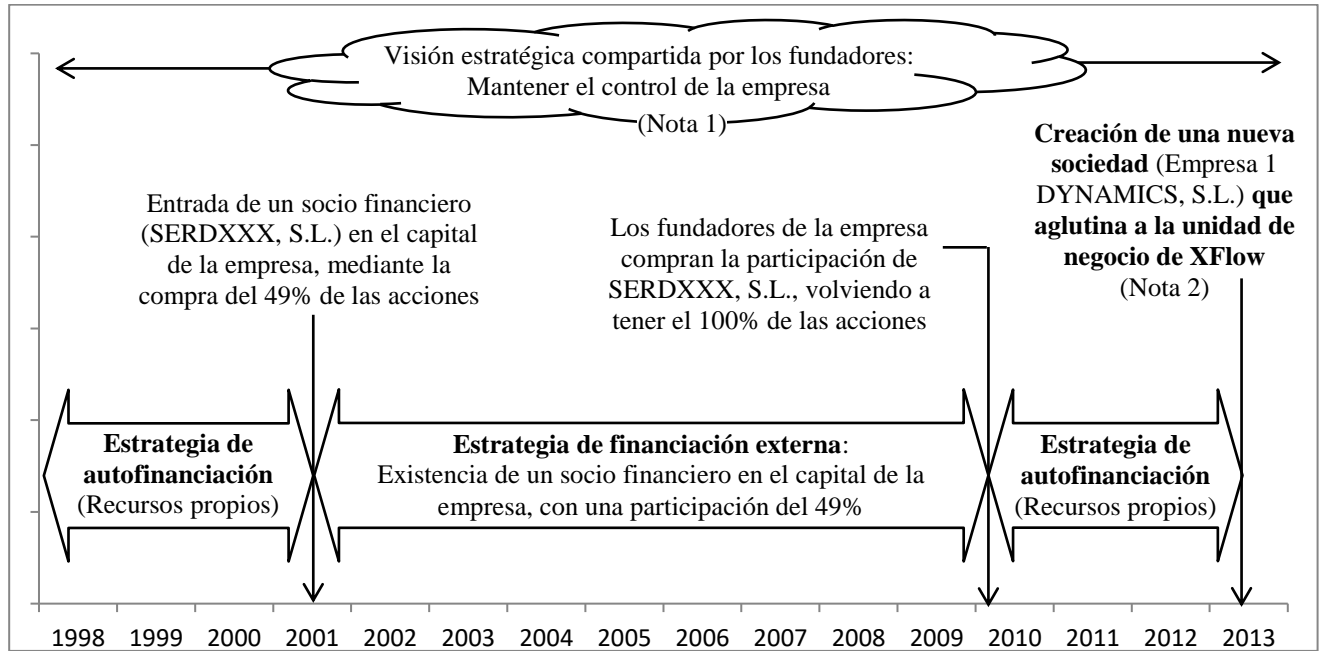 Visión estratégica compartida por los fundadores:
Mantener el control de la empresa
(Nota 1)
Creación de una nueva
sociedad (Empresa 1
DYNAMICS, S.L.) que
aglutina a la unidad de
negocio de XFlow
(Nota 2)
Entrada de un socio financiero
(SERDXXX, S.L.) en el capital
de la empresa, mediante la
compra del 49% de las acciones
Los fundadores de la empresa
compran la participación de
SERDXXX, S.L., volviendo a
tener el 100% de las acciones
Estrategia de
autofinanciación
(Recursos propios)
Estrategia de financiación externa:
Existencia de un socio financiero en el capital de la
empresa, con una participación del 49%
Estrategia de
autofinanciación
(Recursos propios)
1998 1999 2000 2001 2002 2003 2004 2005 2006 2007 2008 2009 2010 2011 2012 2013